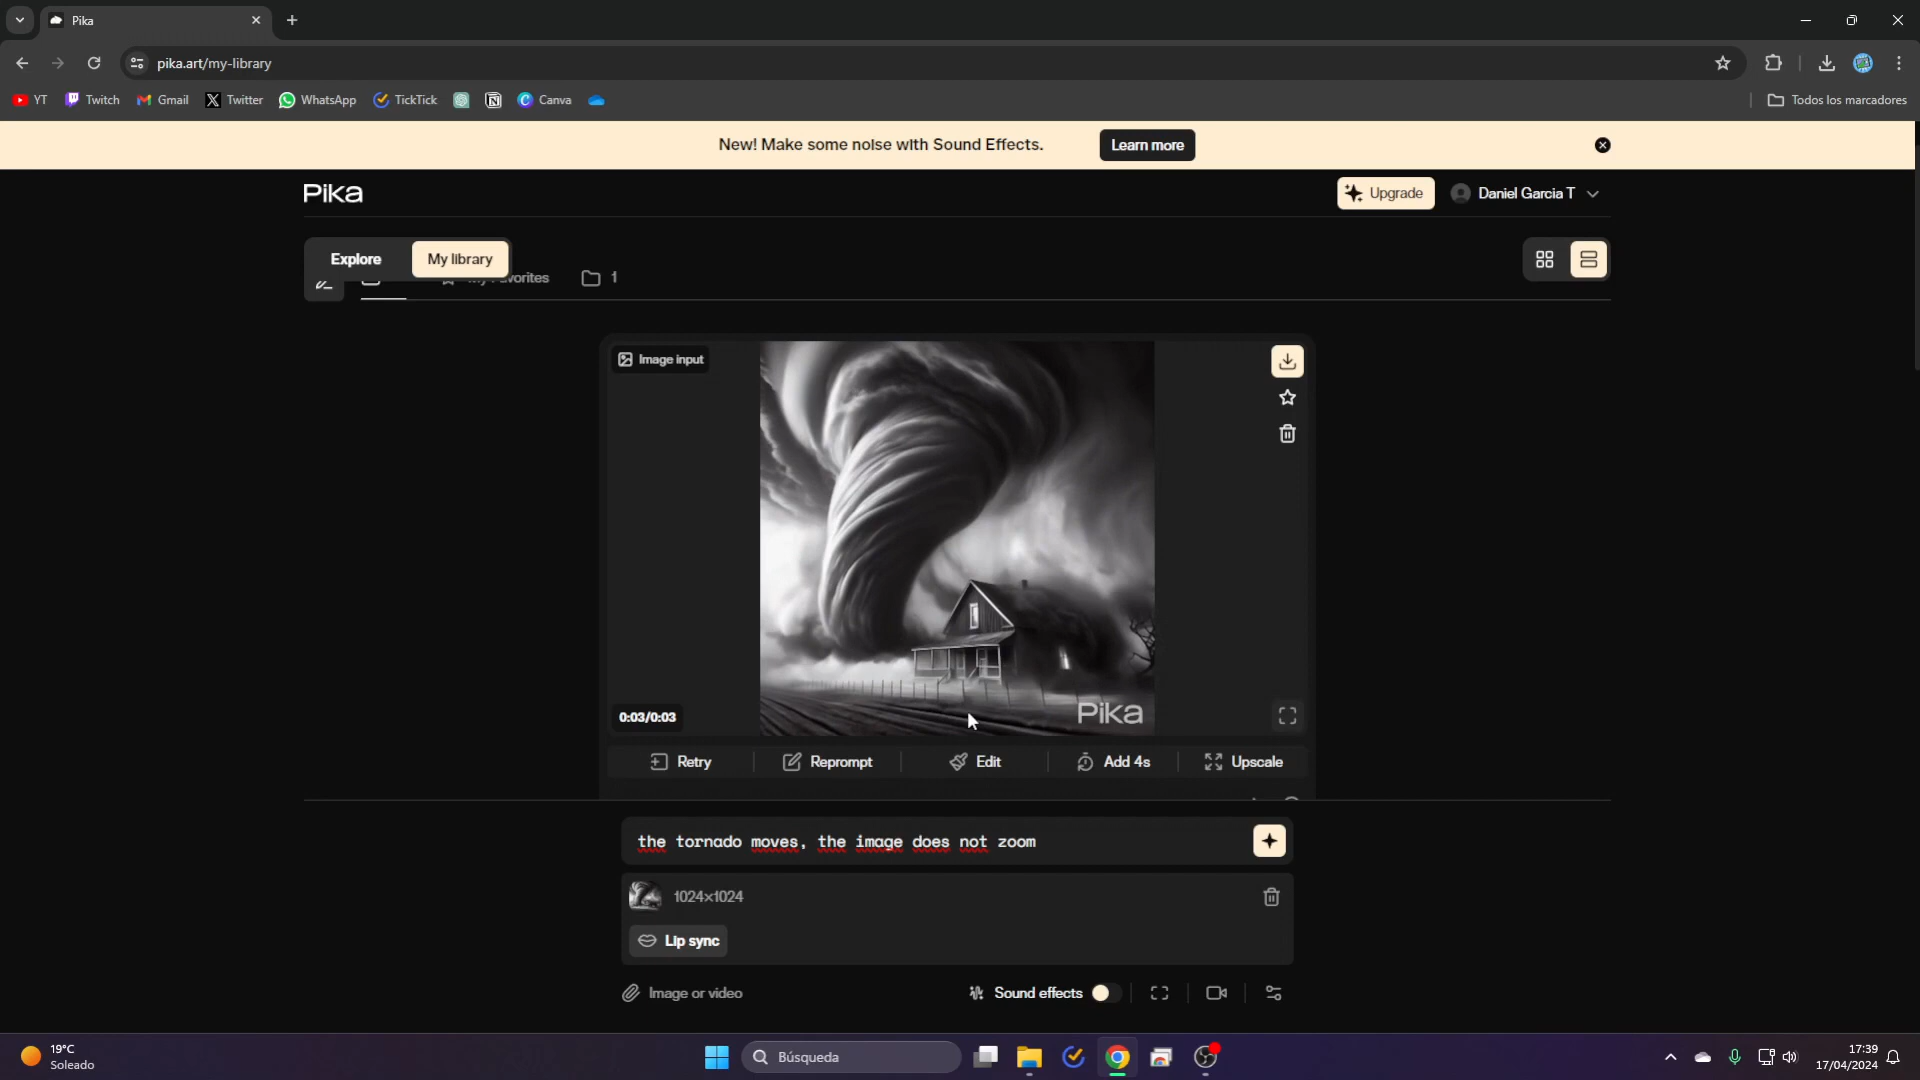 Pika
pika.art/my-library
YT
Twitch
Gmail
Twitter
WhatsApp
TickTick
Canva
Todos los marcadores
New! Make some noise with Sound Effects.
Learn more
Pika
Upgrade
Daniel Garcia T
Explore
My library
1
Image input
Pika
0:03/0:03
Retry
Reprompt
Edit
Add 4s
Upscale
the tornado moves, the image does not zoom
1024×1024
Lip sync
Image or video
Sound effects
19°C
Soleado
Búsqueda
17:39
17/04/2024